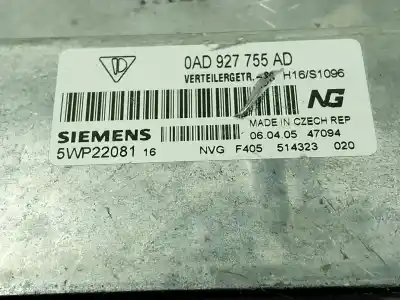 0AD 927 755 AD
VERTEILERGETR.-SG H16/S1096
NG
MADE IN CZECH REP
SIEMENS 06.04.05 47094
5WP22081 16 NVG F405 514323 020